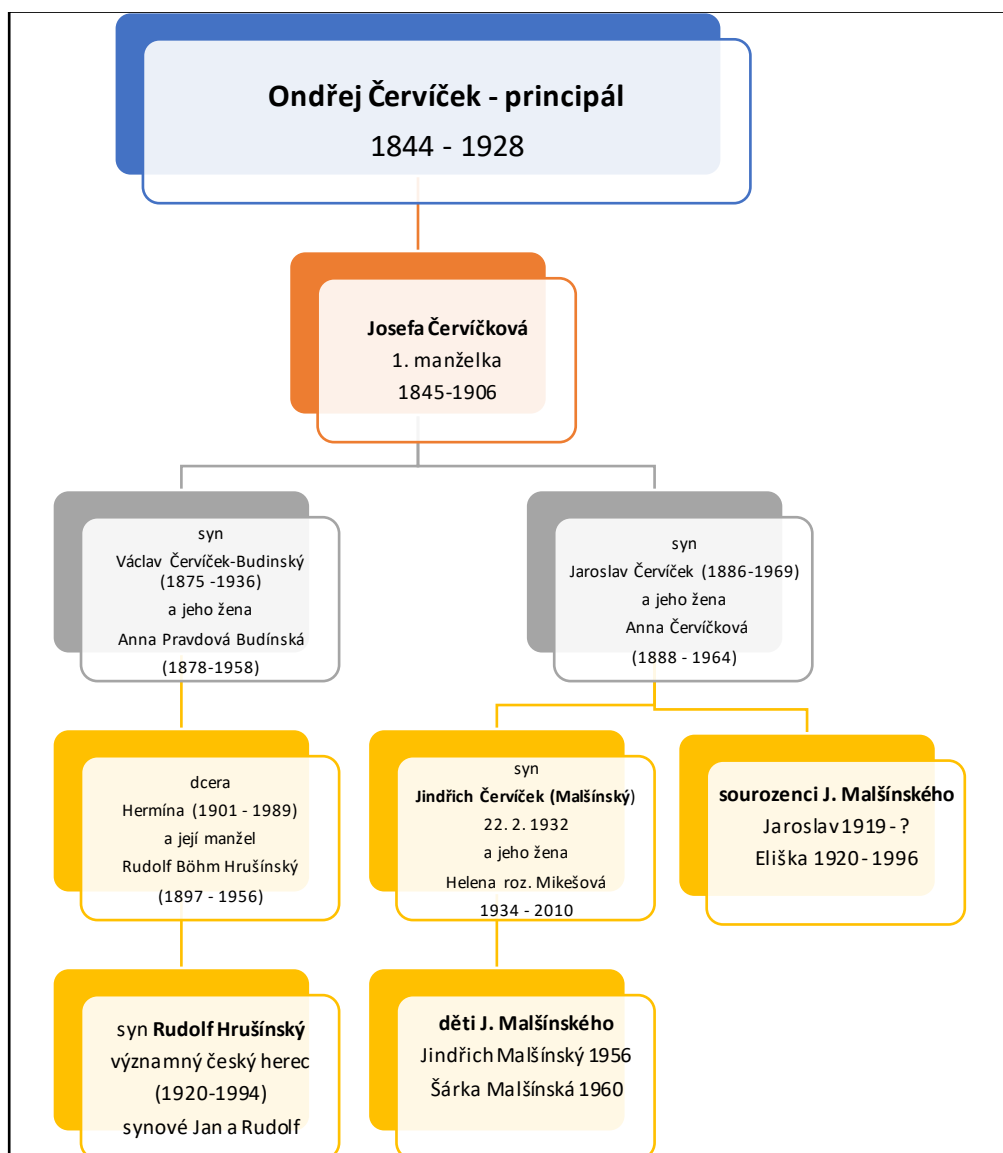 Ondřej Červíček - principál
1844 - 1928
Josefa Červíčková
1. manželka
1845-1906
syn
Václav Červíček-Budinský
(1875 -1936)
a jeho žena
Anna Pravdová Budínská
(1878-1958)
syn
Jaroslav Červíček (1886-1969)
a jeho žena
Anna Červíčková
(1888 - 1964)
dcera
Hermína (1901 - 1989)
a její manžel
Rudolf Böhm Hrušínský
(1897 - 1956)
syn
Jindřich Červíček (Malšínský)
22. 2. 1932
a jeho žena
Helena roz. Mikešová
1934 - 2010
sourozenci J. Malšínského
Jaroslav 1919 - ?
Eliška 1920 - 1996
syn Rudolf Hrušínský
významný český herec
(1920-1994)
synové Jan a Rudolf
děti J. Malšínského
Jindřich Malšínský 1956
Šárka Malšínská 1960